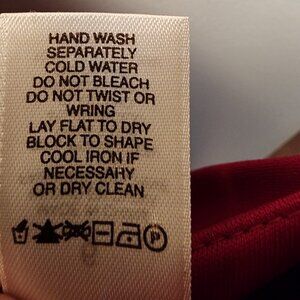 HAND WASH
SEPARATELY
COLD WATER
DO NOT BLEACH
DO NOT TWIST OR
WRING
LAY FLAT TO DRY
BLOCK TO SHAPE
COOL IRON IF
NECESSARY
OR DRY CLEAN
P